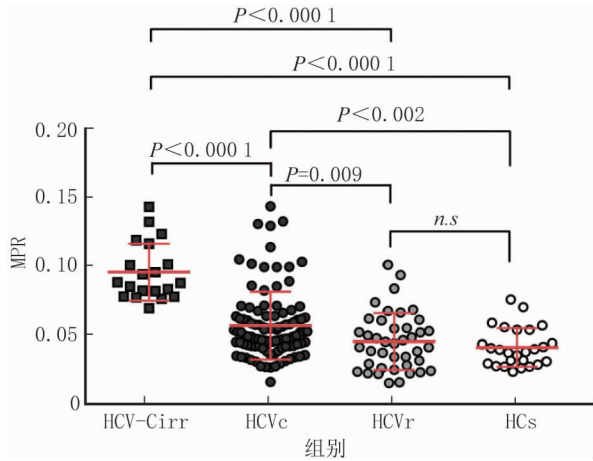 P<0.000 1
P<0.000 1
P<0.002
P<0.000 1
P=0.009
n.s
0.20
0.15
0.10
0.05
0
MPR
HCV-Cirr HCVc HCVr HCs
组别